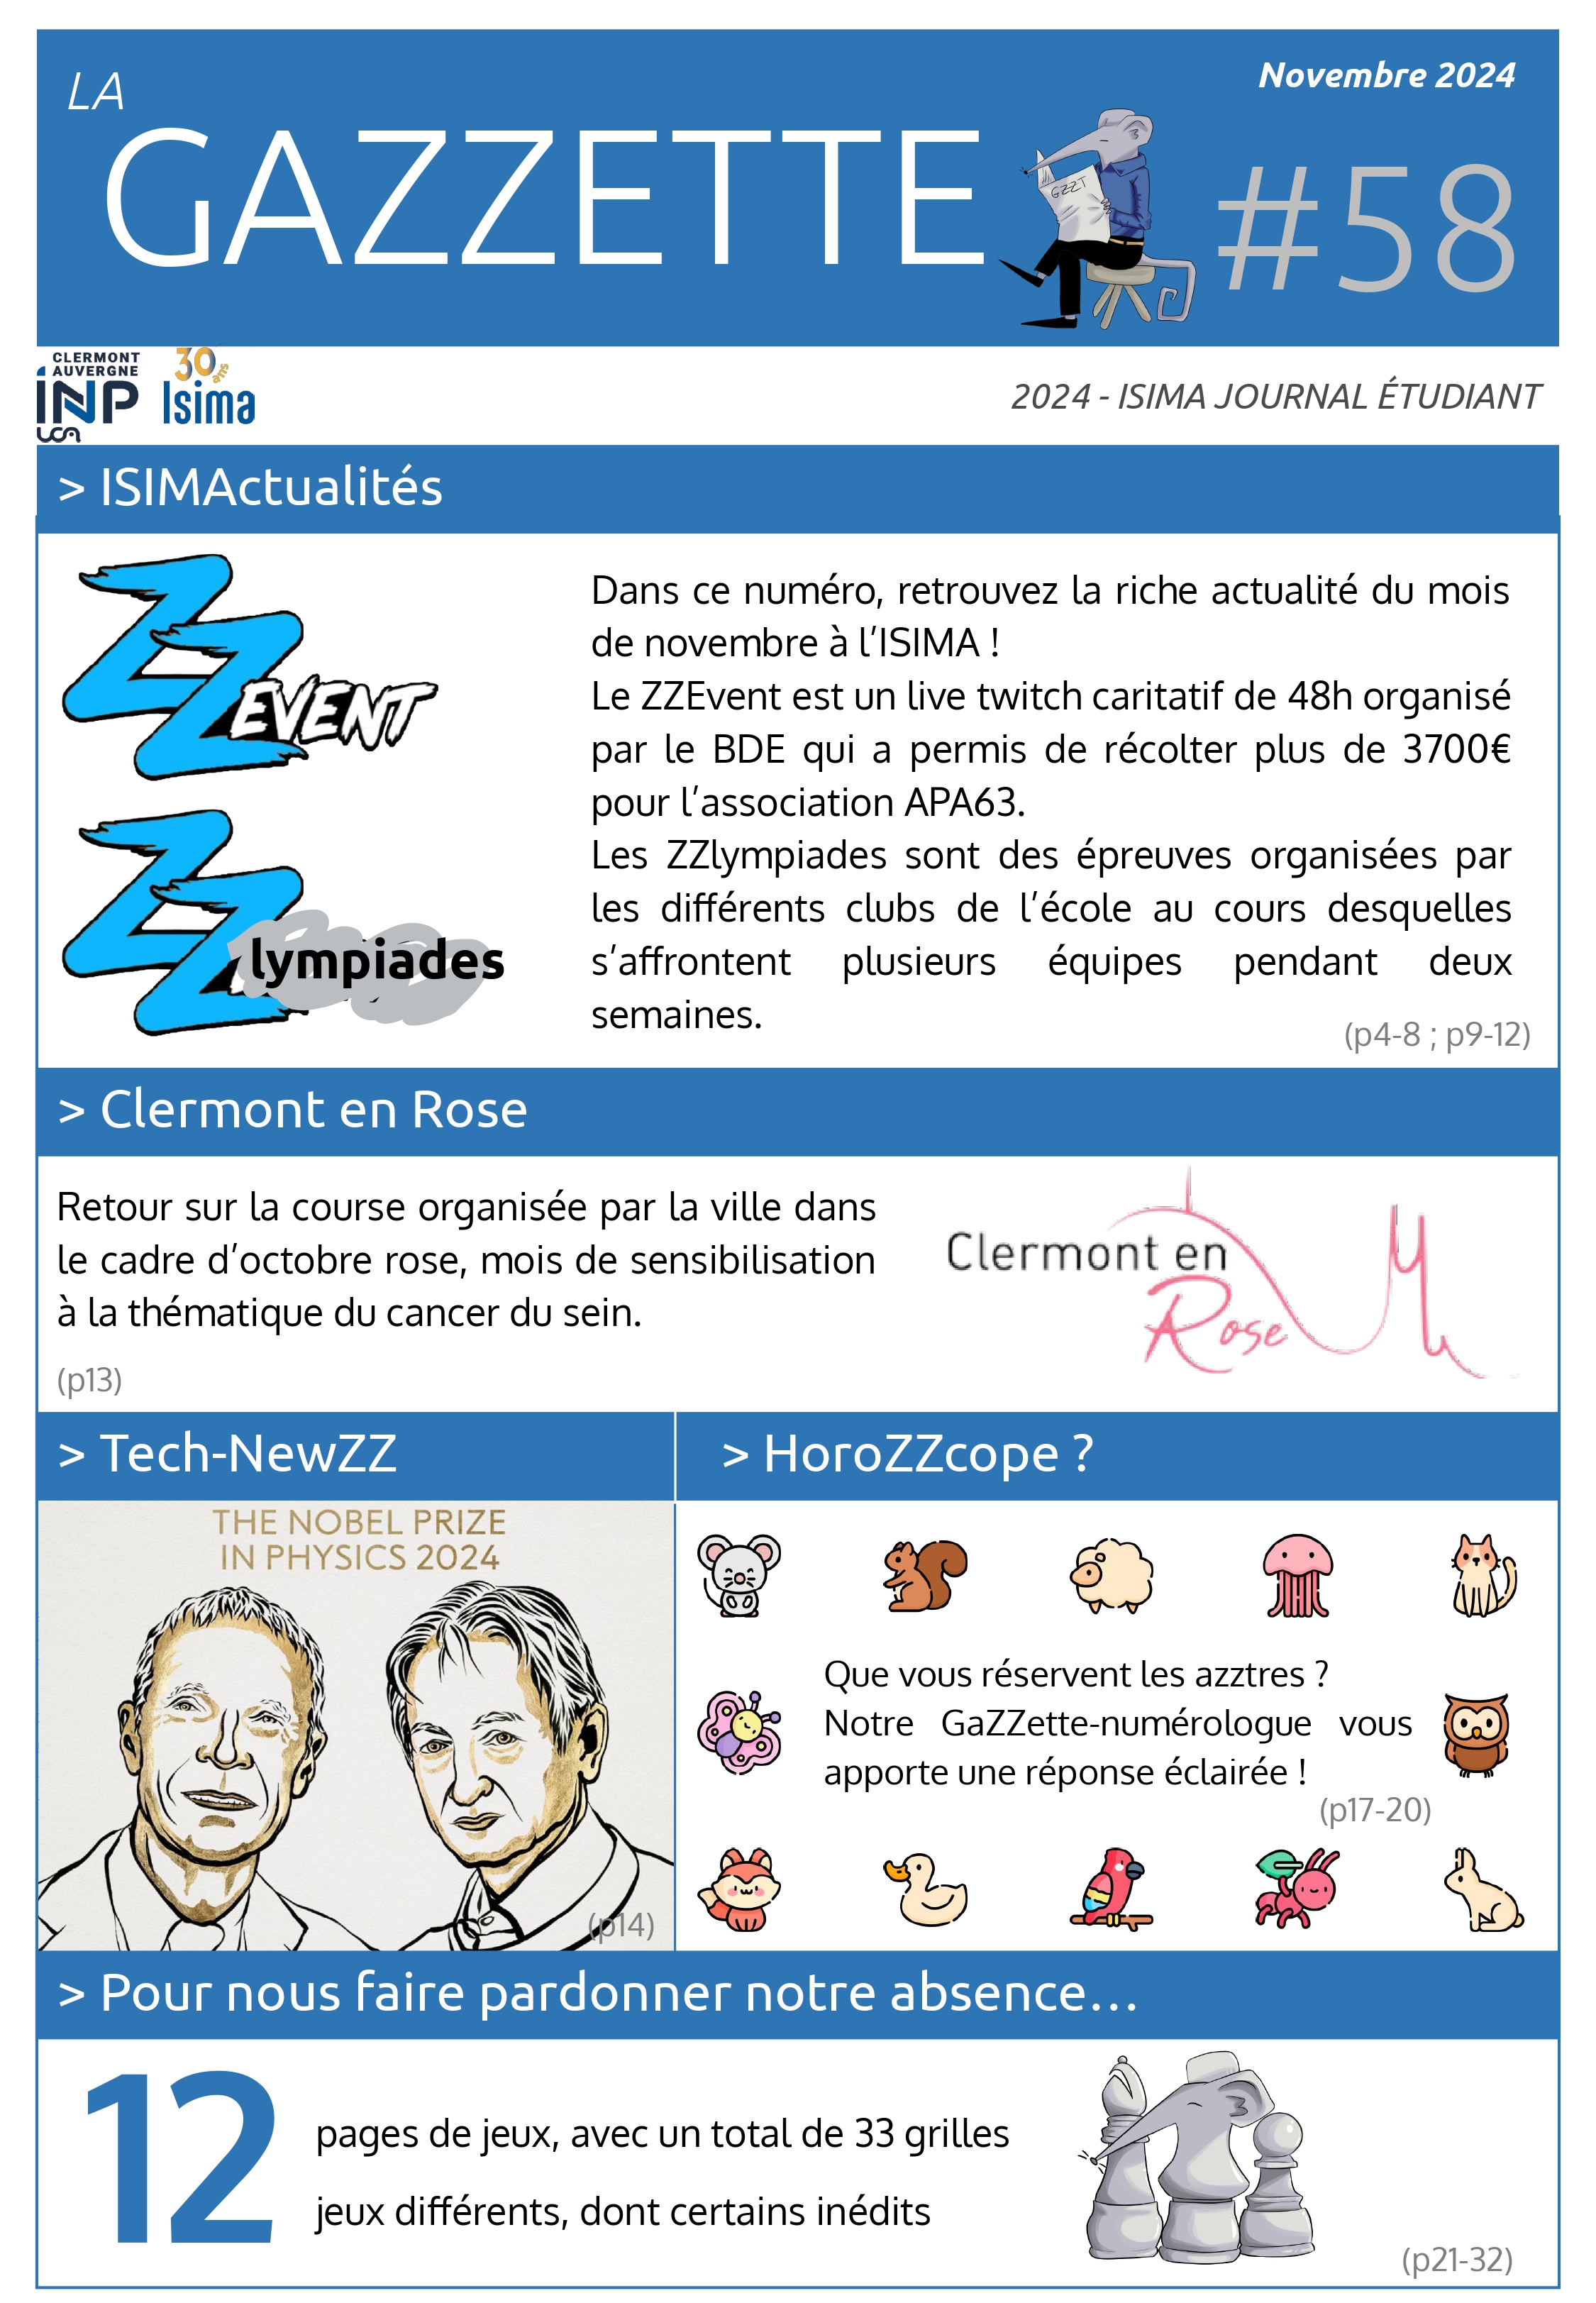 LA
Novembre 2024
GAZZETTE
GZZT
#58
CLERMONT
AUVERGNE
INP
UCA
30
ans
Isima
2024 - ISIMA JOURNAL ÉTUDIANT
> ISIMActualités
ZZ
EVENT
ZZ
lympiades
Dans ce numéro, retrouvez la riche actualité du mois
de novembre à l’ISIMA !
Le ZZEvent est un live twitch caritatif de 48h organisé
par le BDE qui a permis de récolter plus de 3700€
pour l’association APA63.
Les ZZlympiades sont des épreuves organisées par
les différents clubs de l’école au cours desquelles
s’affrontent plusieurs équipes pendant deux
semaines.
(p4-8 ; p9-12)
> Clermont en Rose
Retour sur la course organisée par la ville dans
le cadre d’octobre rose, mois de sensibilisation
à la thématique du cancer du sein.
(p13)
Clermont en
Rose
> Tech-NewZZ
THE NOBEL PRIZE
IN PHYSICS 2024
(p14)
> HoroZZcope ?
Que vous réservent les azztres ?
Notre GaZZette-numérologue vous
apporte une réponse éclairée !
(p17-20)
> Pour nous faire pardonner notre absence...
12
pages de jeux, avec un total de 33 grilles
jeux différents, dont certains inédits
(p21-32)